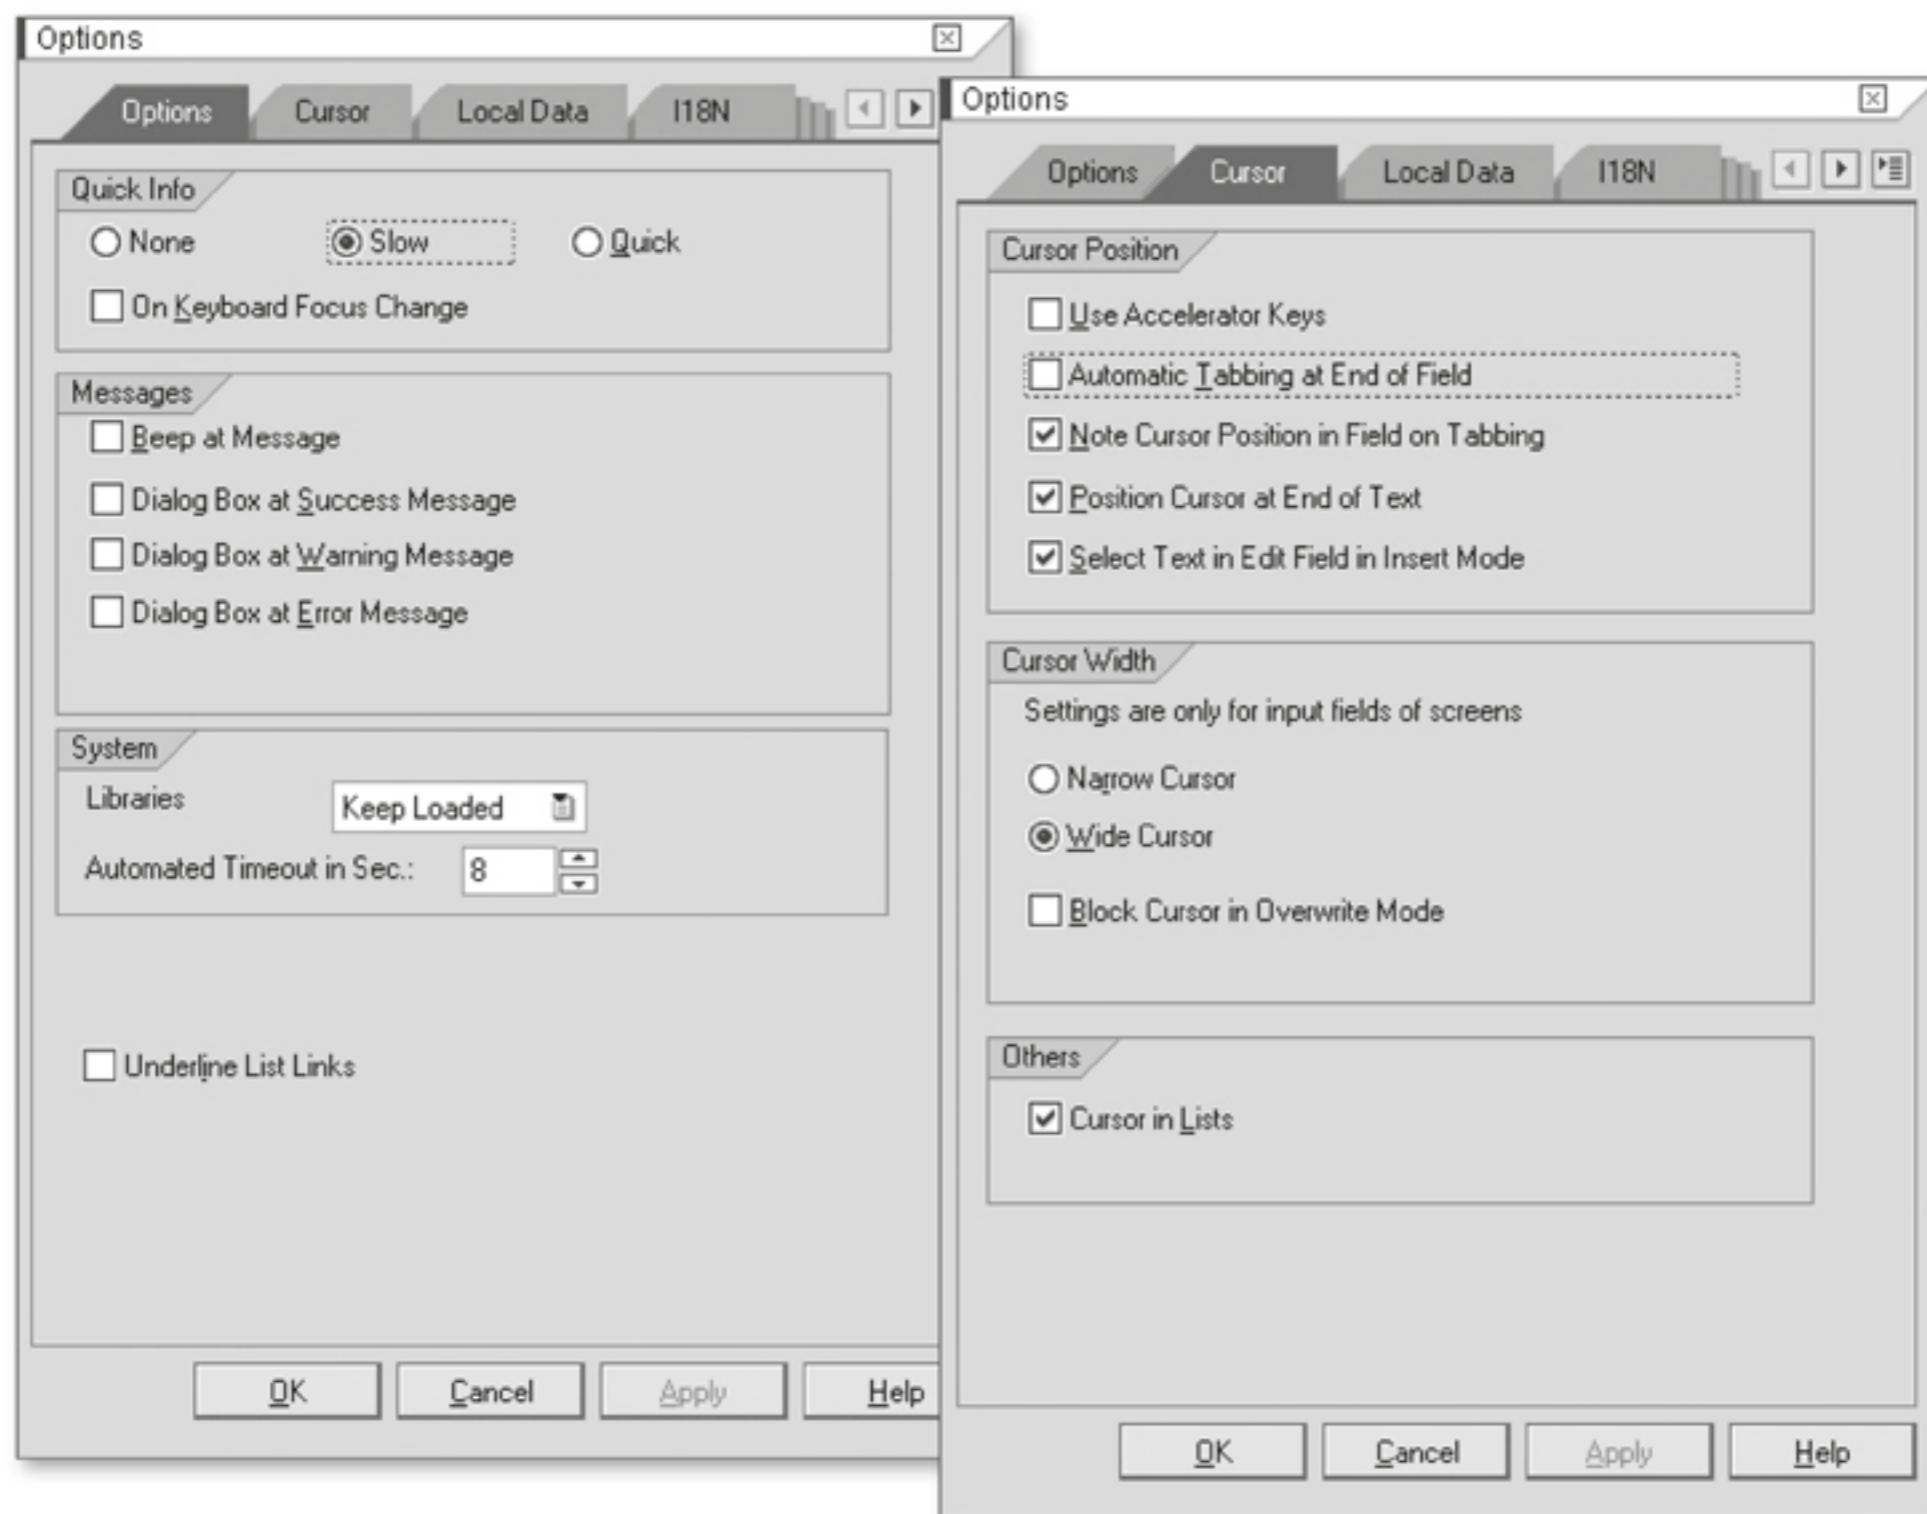 Options
Options Cursor Local Data I18N
Quick Info
None Slow Quick
On Keyboard Focus Change
Messages
Beep at Message
Dialog Box at Success Message
Dialog Box at Warning Message
Dialog Box at Error Message
System
Libraries Keep Loaded
Automated Timeout in Sec.: 8
Underline List Links
OK Cancel Apply Help
Options
Options Cursor Local Data I18N
Cursor Position
Use Accelerator Keys
Automatic Tabbing at End of Field
Note Cursor Position in Field on Tabbing
Position Cursor at End of Text
Select Text in Edit Field in Insert Mode
Cursor Width
Settings are only for input fields of screens
Narrow Cursor
Wide Cursor
Block Cursor in Overwrite Mode
Others
Cursor in Lists
OK Cancel Apply Help